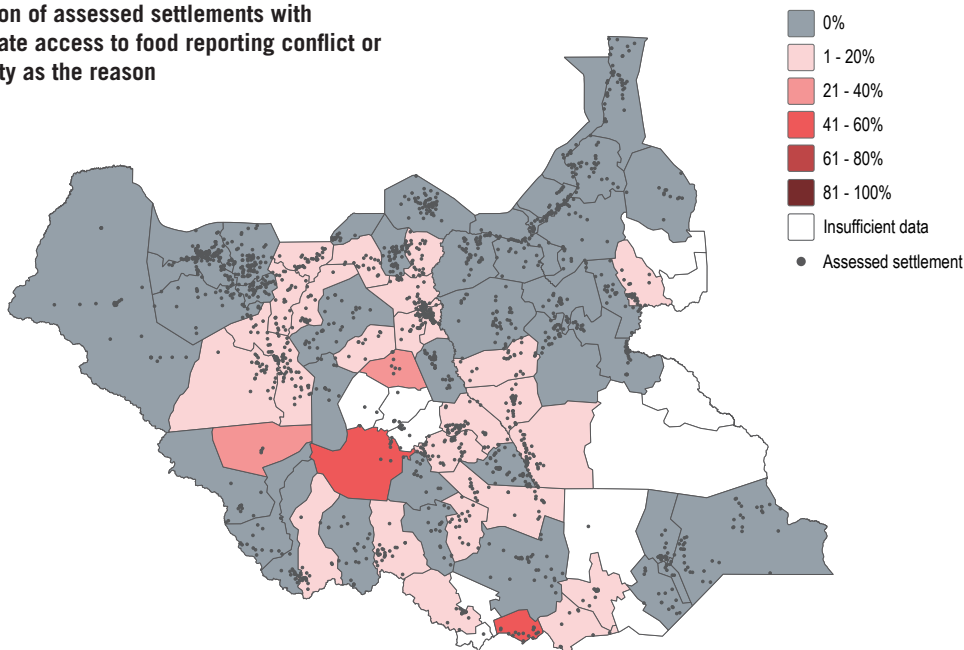 on of assessed settlements with
ate access to food reporting conflict or
ty as the reason
0%
1 - 20%
21 - 40%
41 - 60%
61 - 80%
81 - 100%
Insufficient data
Assessed settlement